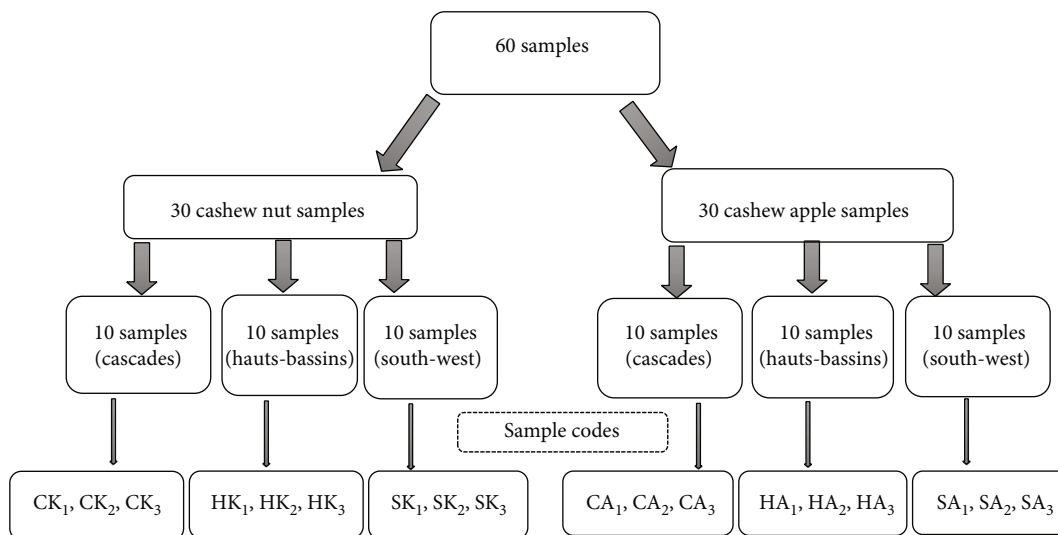 60 samples
30 cashew nut samples
30 cashew apple samples
10 samples
(cascades)
10 samples
(hauts-bassins)
10 samples
(south-west)
10 samples
(cascades)
10 samples
(hauts-bassins)
10 samples
(south-west)
Sample codes
CK₁, CK₂, CK₃
HK₁, HK₂, HK₃
SK₁, SK₂, SK₃
CA₁, CA₂, CA₃
HA₁, HA₂, HA₃
SA₁, SA₂, SA₃